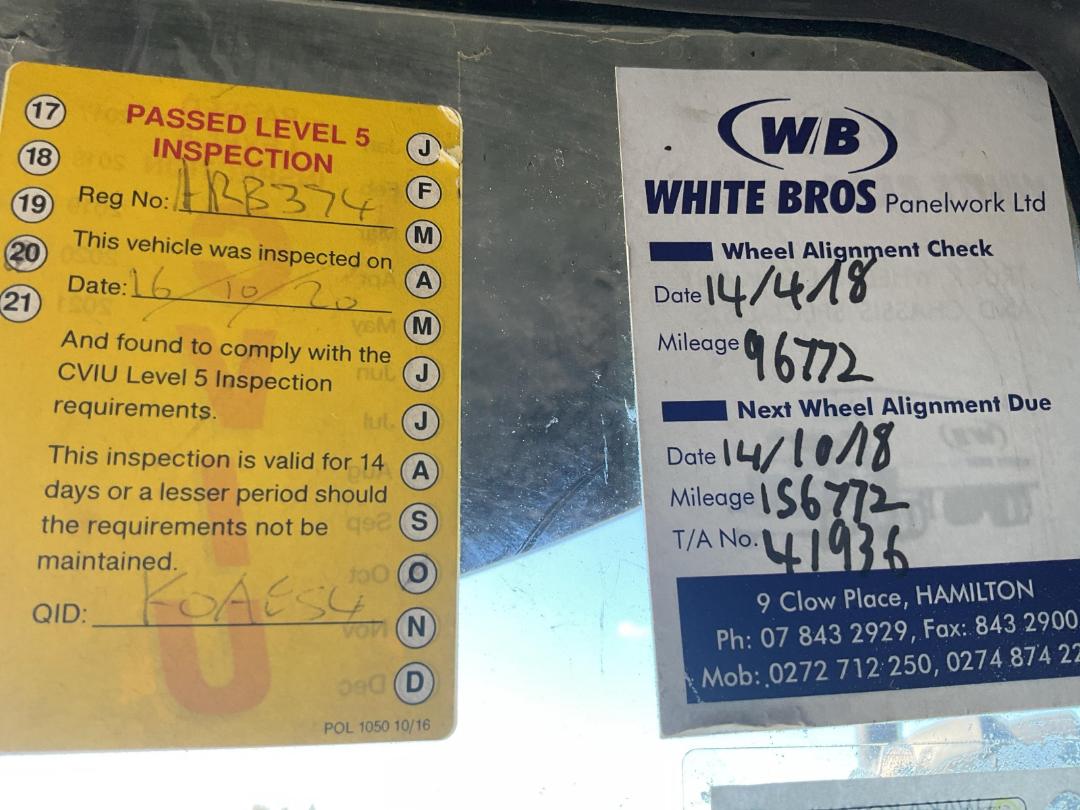 17
18
19
20
21
PASSED LEVEL 5
INSPECTION
Reg No:
This vehicle was inspected on
Date: 16/10/20
And found to comply with the
CVIU Level 5 Inspection
requirements.
This inspection is valid for 14
days or a lesser period should
the requirements not be
maintained.
QID:
POL 1050 10/16
J
F
M
A
M
J
J
A
S
O
N
D
CVIU
W/B
WHITE BROS Panelwork Ltd
Wheel Alignment Check
Date 14/4/18
Mileage 96772
Next Wheel Alignment Due
Date 14/10/18
Mileage 156772
T/A No. 41936
9 Clow Place, HAMILTON
Ph: 07 843 2929, Fax: 843 2900
Mob: 0272 712 250, 0274 874 22